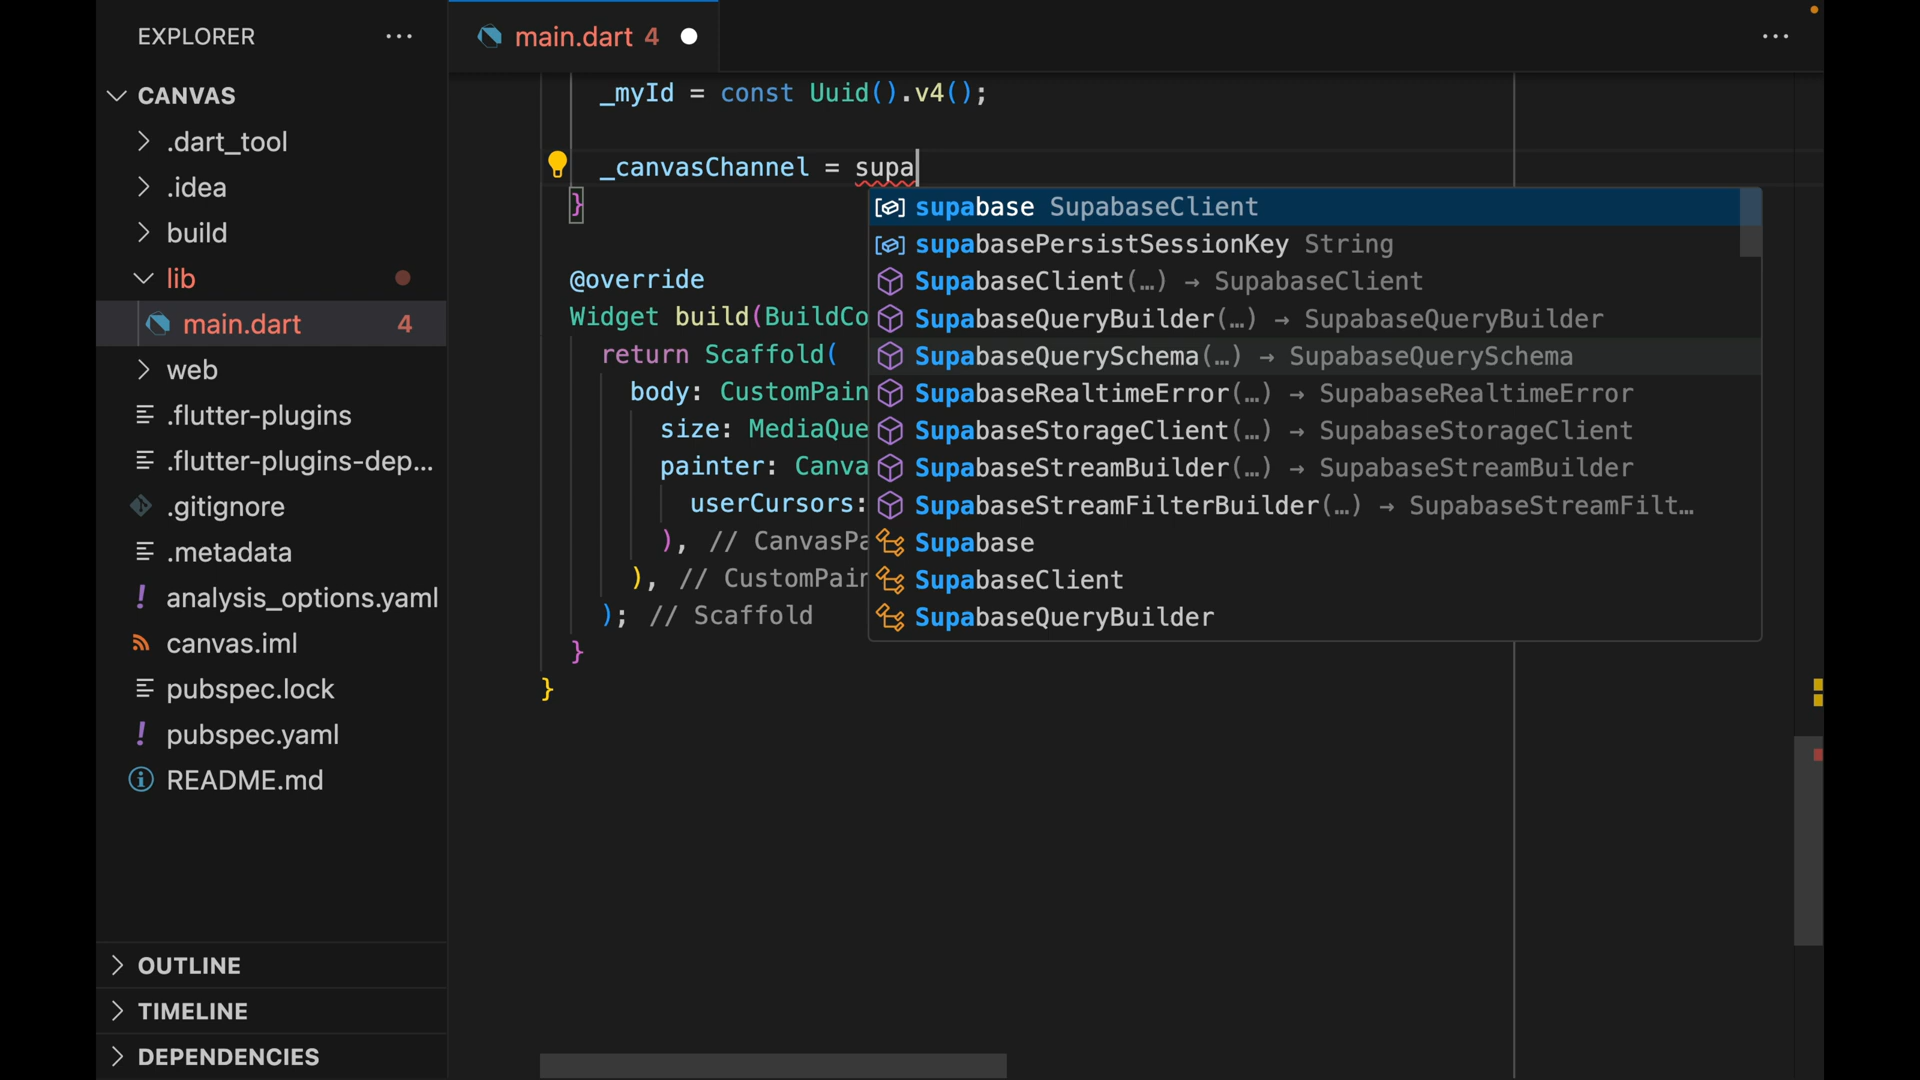 EXPLORER
CANVAS
.dart_tool
.idea
build
lib
main.dart 4
web
.flutter-plugins
.flutter-plugins-dep...
.gitignore
.metadata
analysis_options.yaml
canvas.iml
pubspec.lock
pubspec.yaml
README.md
OUTLINE
TIMELINE
DEPENDENCIES
main.dart 4
_myId = const Uuid().v4();
_canvasChannel = supa
}
@override
Widget build(BuildCo
return Scaffold(
body: CustomPain
size: MediaQue
painter: Canva
userCursors:
), // CanvasPa
), // CustomPain
); // Scaffold
}
}
supabase SupabaseClient
supabasePersistSessionKey String
SupabaseClient(…) → SupabaseClient
SupabaseQueryBuilder(…) → SupabaseQueryBuilder
SupabaseQuerySchema(…) → SupabaseQuerySchema
SupabaseRealtimeError(…) → SupabaseRealtimeError
SupabaseStorageClient(…) → SupabaseStorageClient
SupabaseStreamBuilder(…) → SupabaseStreamBuilder
SupabaseStreamFilterBuilder(…) → SupabaseStreamFilt…
Supabase
SupabaseClient
SupabaseQueryBuilder